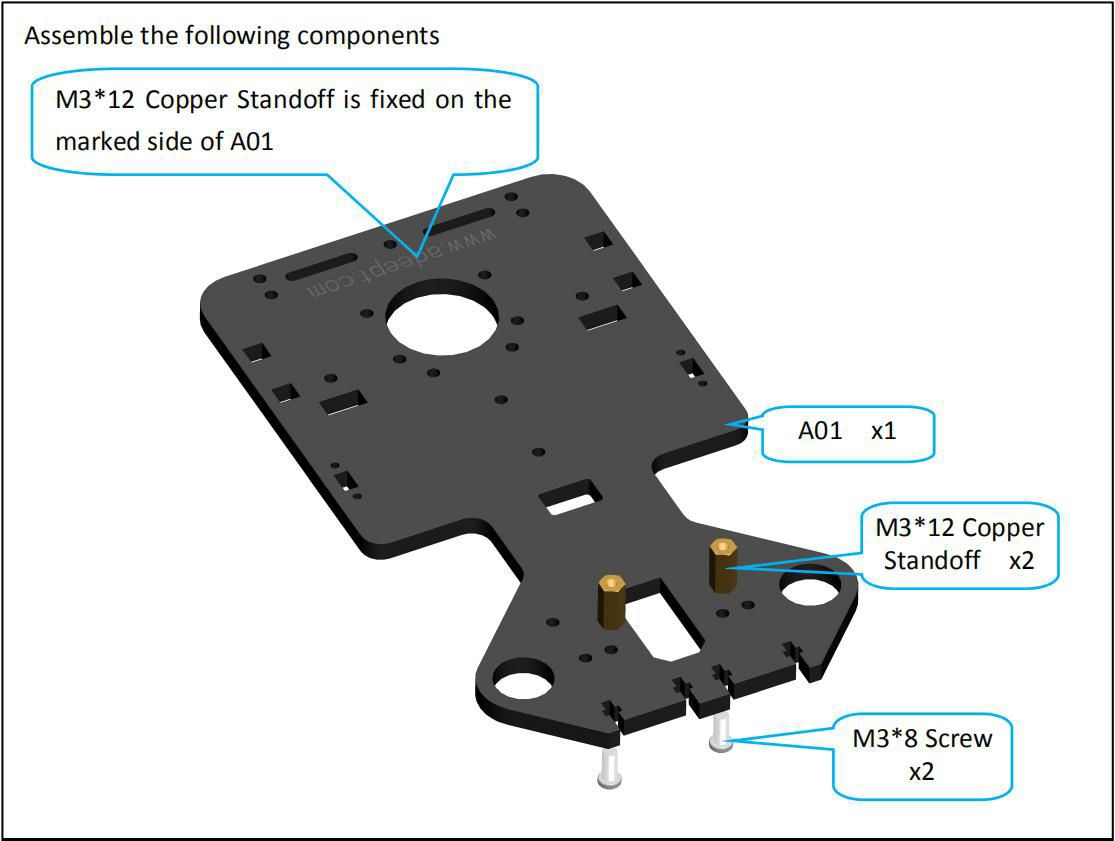 Assemble the following components
M3*12 Copper Standoff is fixed on the
marked side of A01
www.adeept.com
A01 x1
M3*12 Copper
Standoff x2
M3*8 Screw
x2